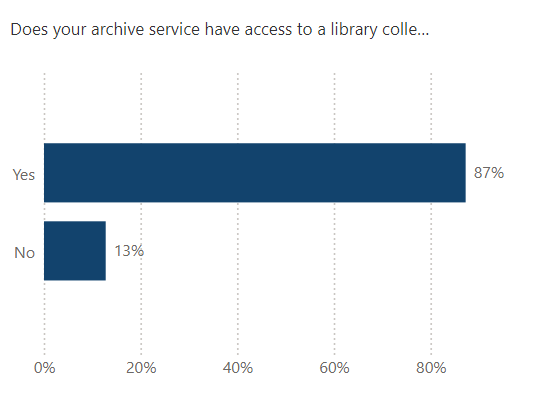 Does your archive service have access to a library colle...
Yes
87%
No
13%
0%
20%
40%
60%
80%